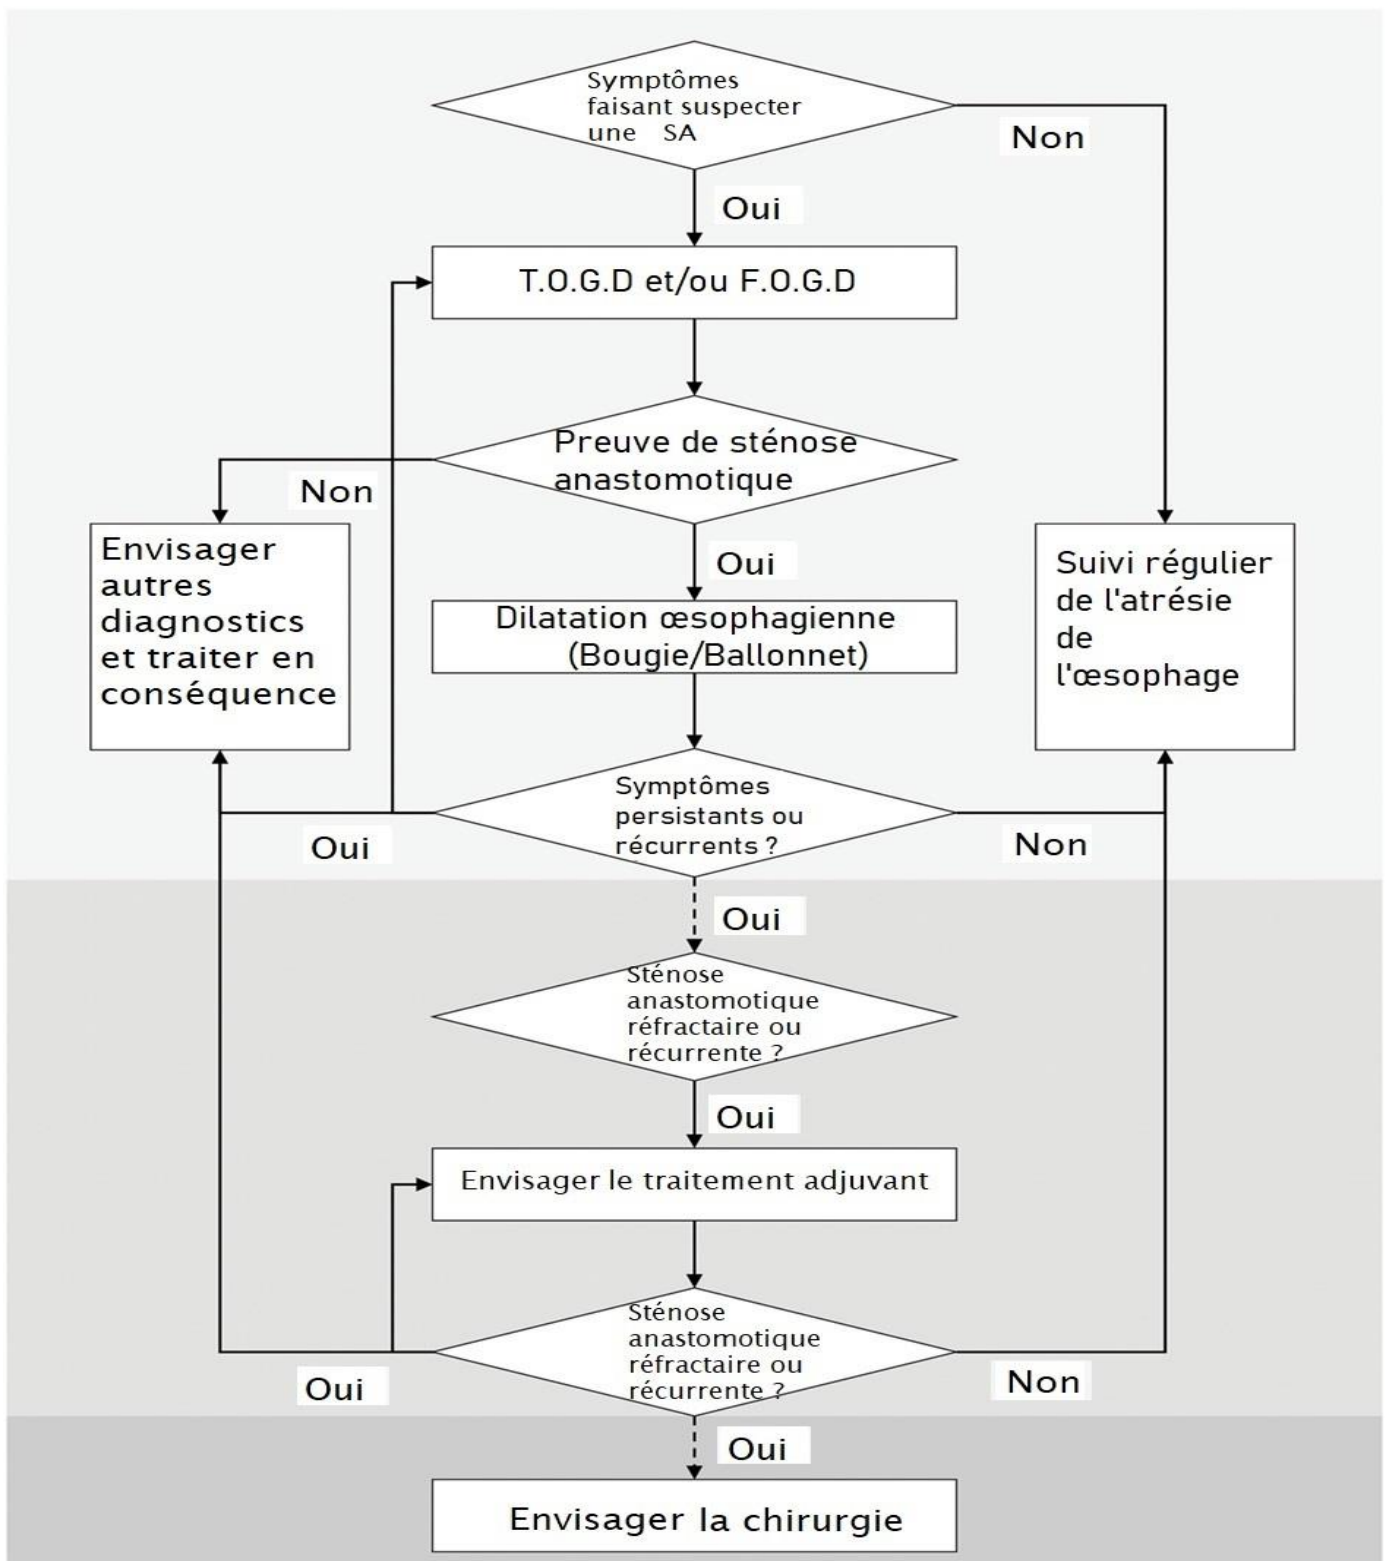 Symptômes
faisant suspecter
une SA
Non
Oui
T.O.G.D et/ou F.O.G.D
Preuve de sténose
anastomotique
Non
Oui
Envisager
autres
diagnostics
et traiter en
conséquence
Suivi régulier
de l'atrésie
de
l'œsophage
Dilatation œsophagienne
(Bougie/Ballonnet)
Symptômes
persistants ou
récurrents ?
Oui
Non
Oui
Sténose
anastomotique
réfractaire ou
récurrente ?
Oui
Envisager le traitement adjuvant
Sténose
anastomotique
réfractaire ou
récurrente ?
Oui
Non
Oui
Envisager la chirurgie